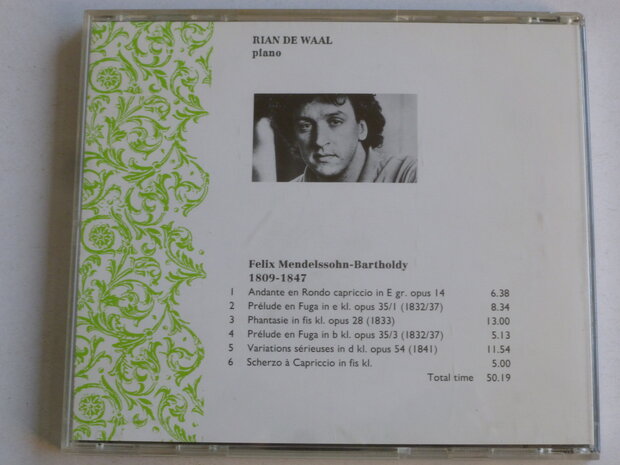 RIAN DE WAAL
piano
Felix Mendelssohn-Bartholdy
1809-1847
1 Andante en Rondo capriccio in E gr. opus 14 6.38
2 Prélude en Fuga in e kl. opus 35/1 (1832/37) 8.34
3 Phantasie in fis kl. opus 28 (1833) 13.00
4 Prélude en Fuga in b kl. opus 35/3 (1832/37) 5.13
5 Variations sérieuses in d kl. opus 54 (1841) 11.54
6 Scherzo à Capriccio in fis kl. 5.00
Total time 50.19